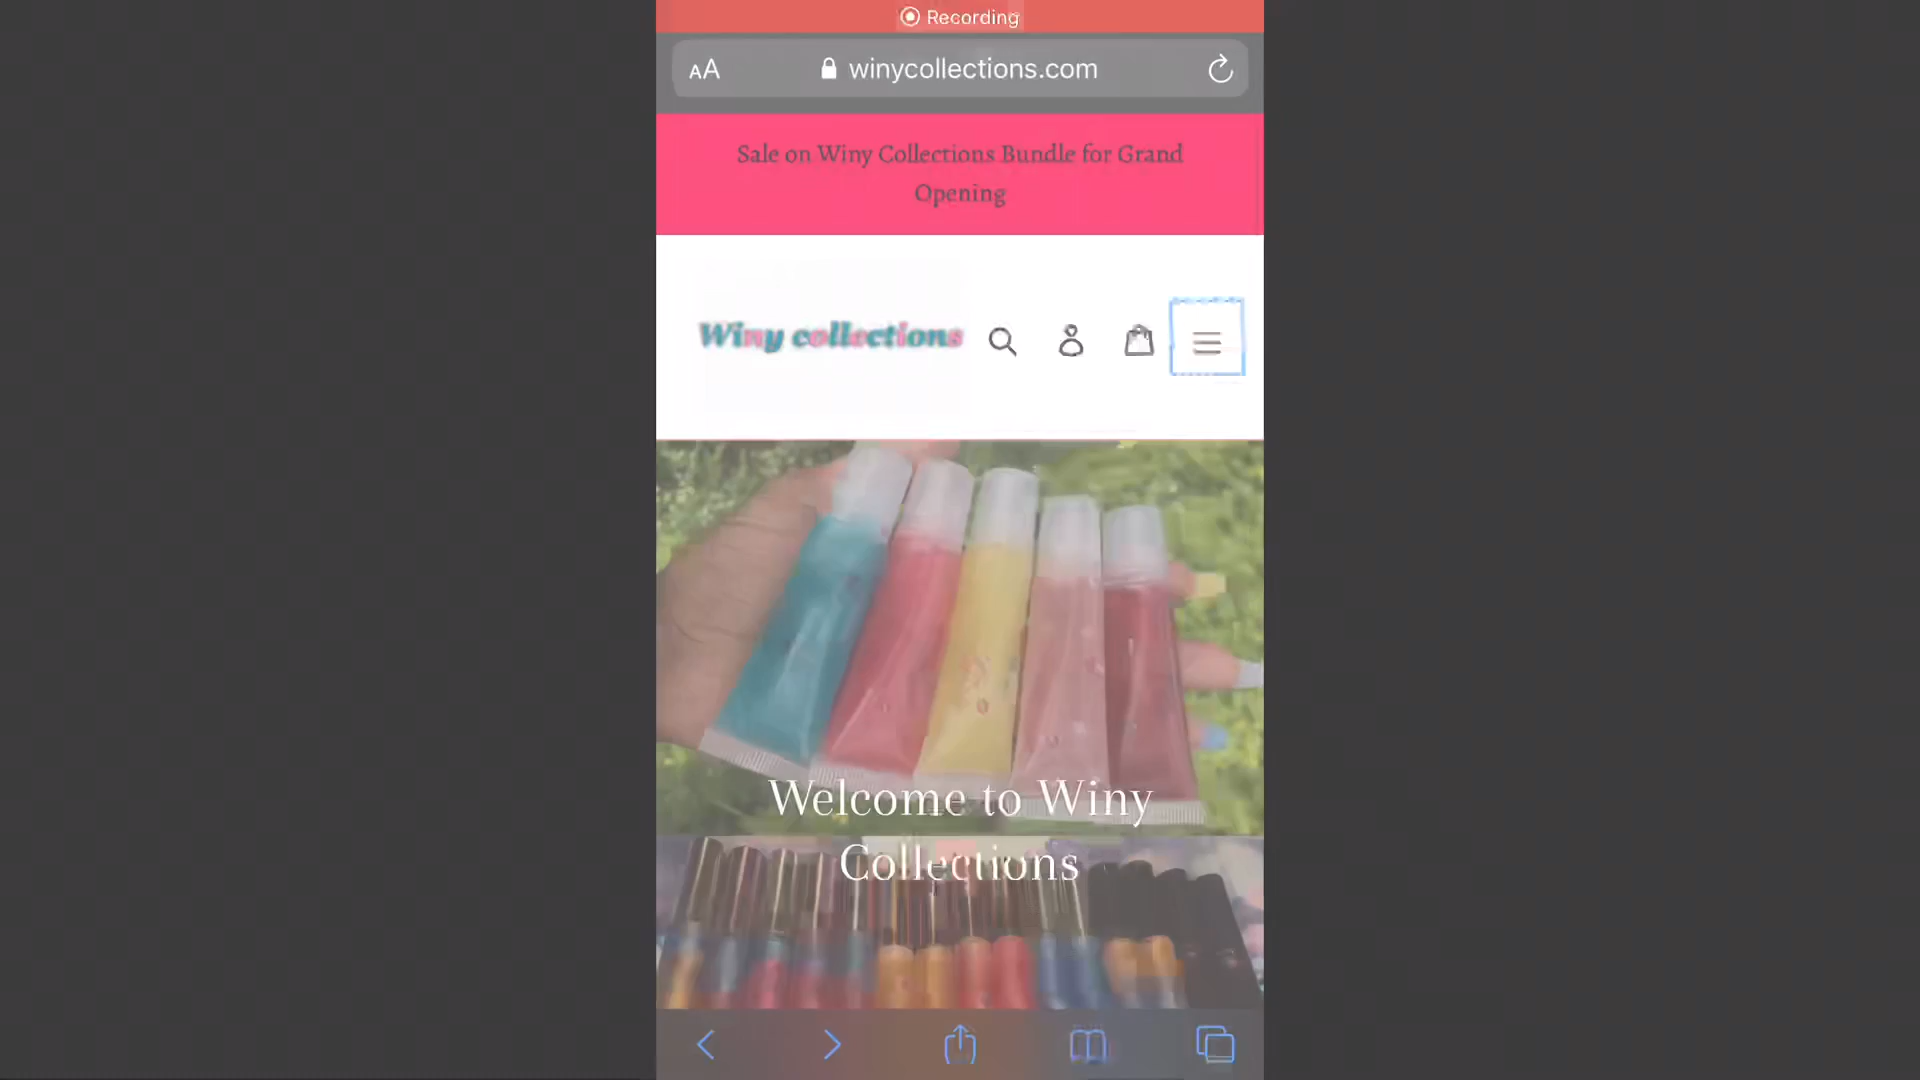 Recording
AA winycollections.com
Sale on Winy Collections Bundle for Grand
Opening
Winy collections
Welcome to Winy
Collections